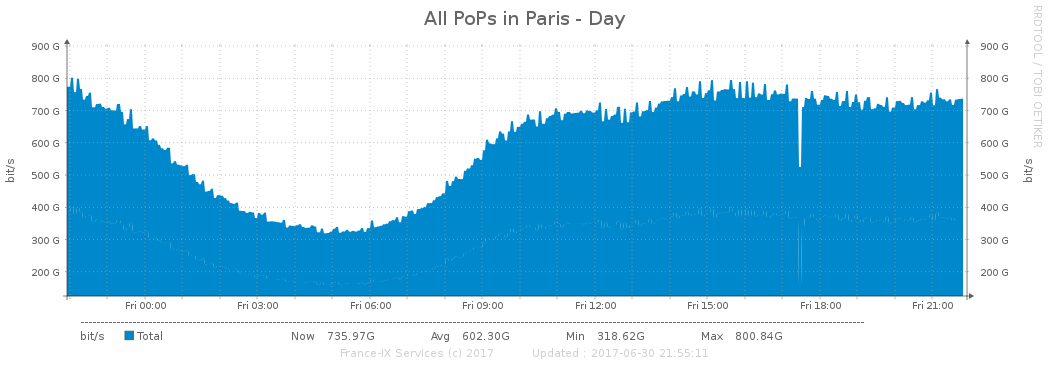 All PoPs in Paris - Day
RRDTOOL / TOBI OETIKER
900 G 900 G
800 G 800 G
700 G 700 G
600 G 600 G
500 G 500 G
400 G 400 G
300 G 300 G
200 G 200 G
bit/s bit/s
Fri 00:00 Fri 03:00 Fri 06:00 Fri 09:00 Fri 12:00 Fri 15:00 Fri 18:00 Fri 21:00
bit/s Total Now 735.97G Avg 602.30G Min 318.62G Max 800.84G
France-IX Services (c) 2017 Updated : 2017-06-30 21:55:11